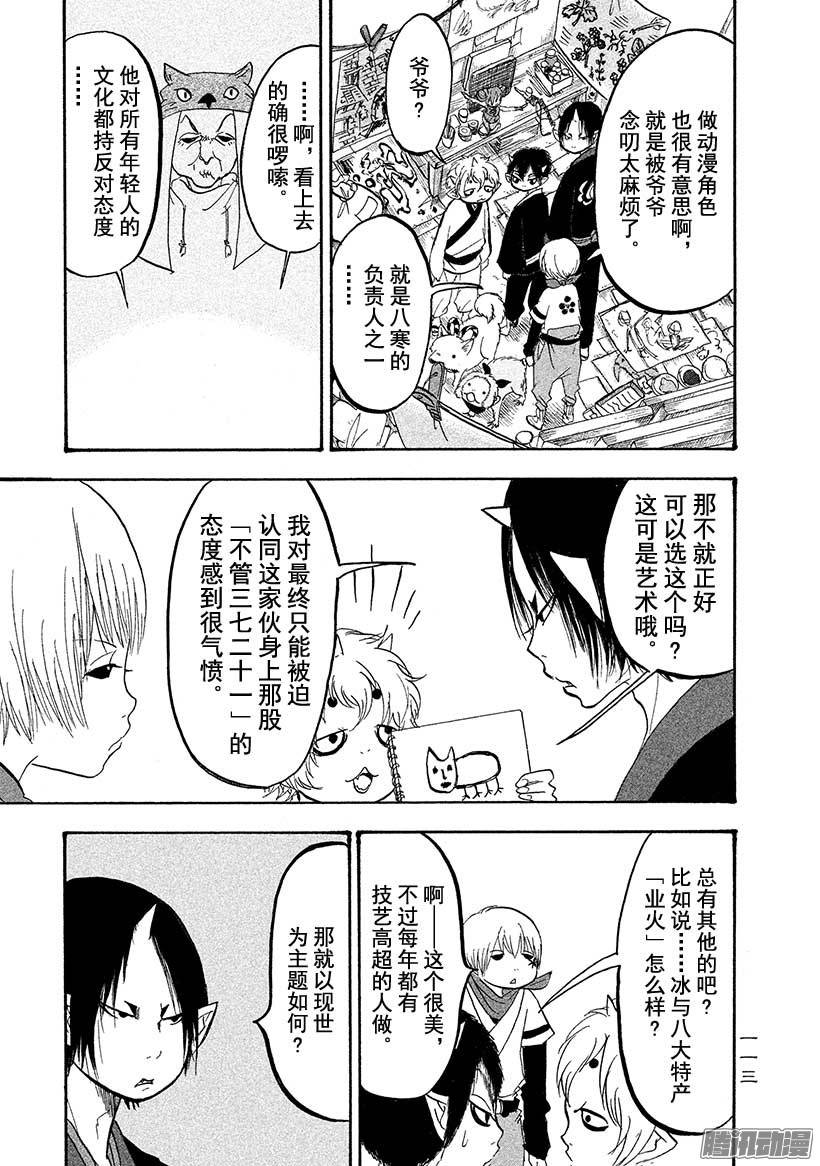 做动漫角色
也很有意思啊，
就是被爷爷
念叨太麻烦了。
爷爷？
就是八寒的
负责人之一
……
……啊，看上去
的确很啰嗦。
他对所有年轻人的
文化都持反对态度
……
那不就正好
可以选这个吗？
这可是艺术哦。
我对最终只能被迫
认同这家伙身上那股
「不管三七二十一」的
态度感到很气愤。
总有其他的吧？
比如说……冰与八大特产
「业火」怎么样？
啊——这个很美，
不过每年都有
技艺高超的人做。
那就以现世
为主题如何？
一一三
腾讯动漫